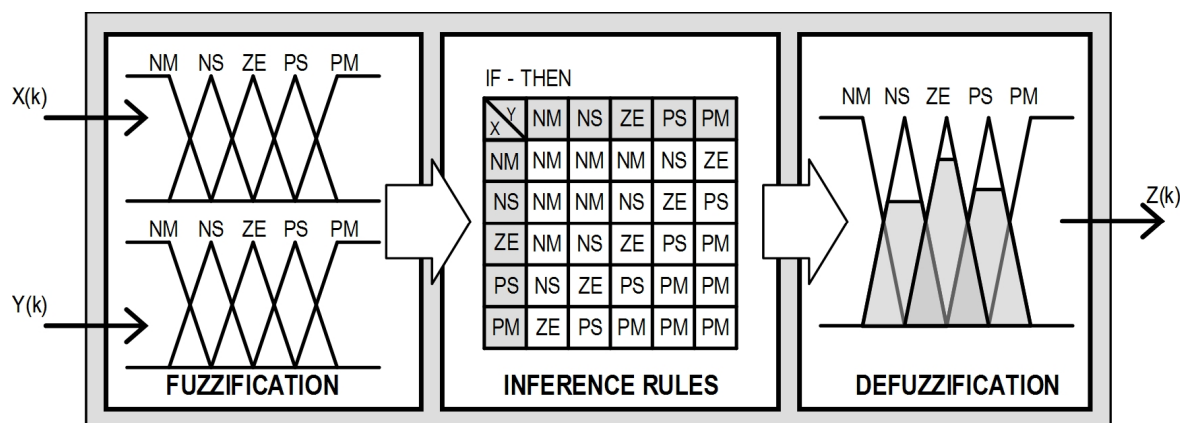 X(k)
NM NS ZE PS PM
Y(k)
NM NS ZE PS PM
FUZZIFICATION
IF - THEN
X Y NM NS ZE PS PM
NM NM NM NM NS ZE
NS NM NM NS ZE PS
ZE NM NS ZE PS PM
PS NS ZE PS PM PM
PM ZE PS PM PM PM
INFERENCE RULES
NM NS ZE PS PM
Z(k)
DEFUZZIFICATION